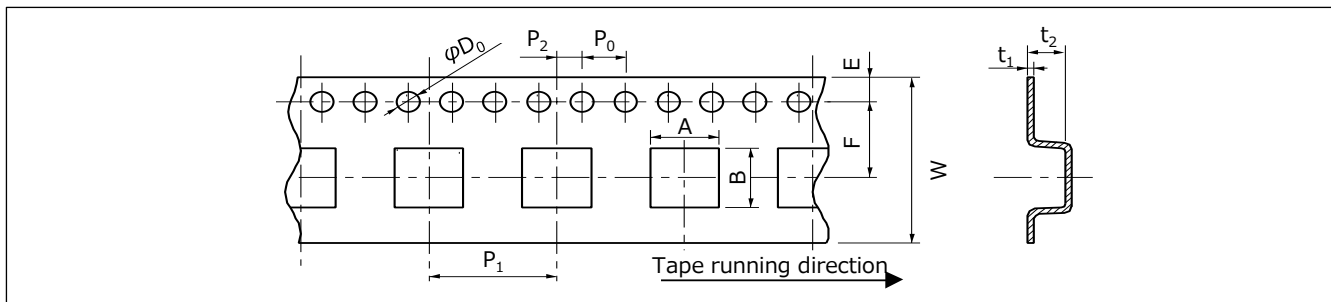 φD₀
P₂
P₀
E
t₁
t₂
A
F
B
W
P₁
Tape running direction